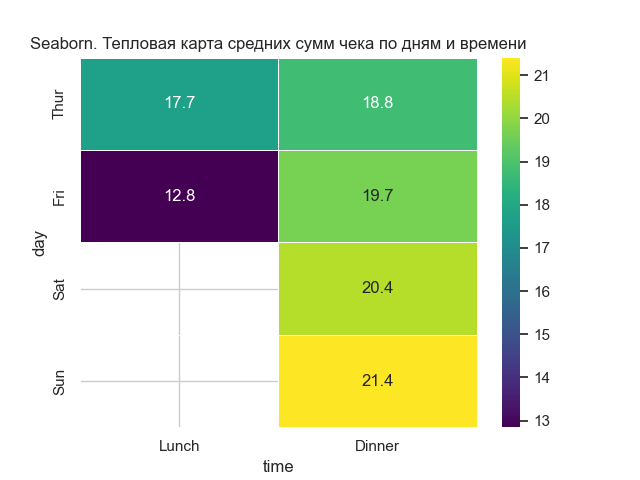 Seaborn. Тепловая карта средних сумм чека по дням и времени
Thur
17.7
18.8
Fri
12.8
19.7
Sat
20.4
Sun
21.4
day
Lunch
Dinner
time
21
20
19
18
17
16
15
14
13